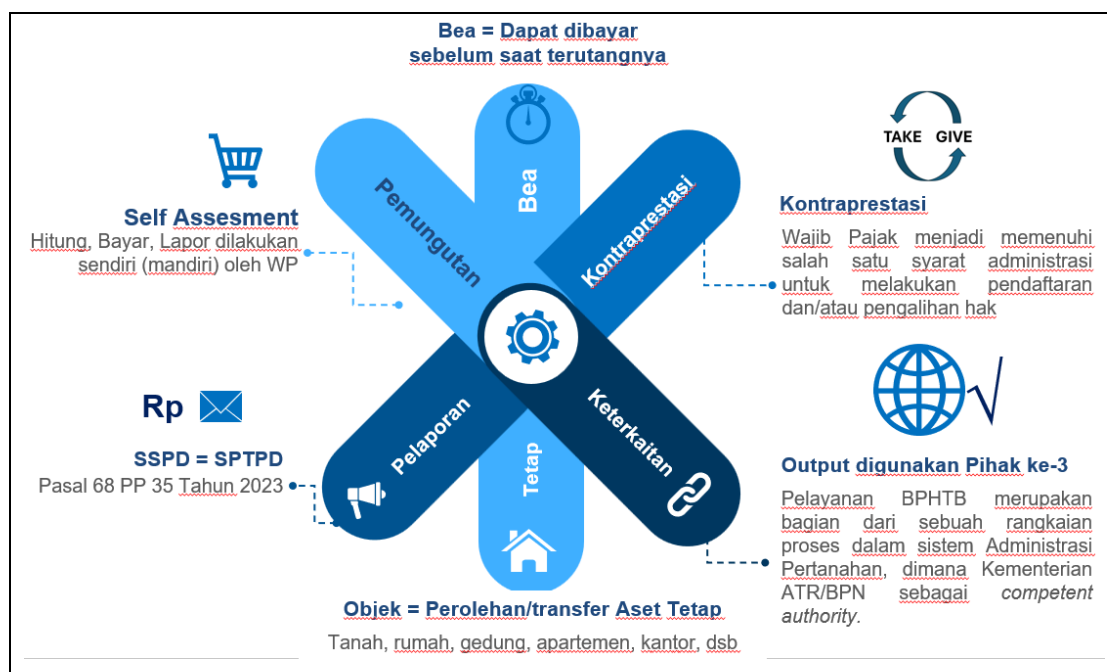 Bea = Dapat dibayar
sebelum saat terutangnya
Self Assesment
Hitung, Bayar, Lapor dilakukan
sendiri (mandiri) oleh WP
Rp
SSPD = SPTPD
Pasal 68 PP 35 Tahun 2023
Pemungutan
Bea
Kontraprestasi
Pelaporan
Tetap
Keterkaitan
TAKE GIVE
Kontraprestasi
Wajib Pajak menjadi memenuhi
salah satu syarat administrasi
untuk melakukan pendaftaran
dan/atau pengalihan hak
√
Output digunakan Pihak ke-3
Pelayanan BPHTB merupakan
bagian dari sebuah rangkaian
proses dalam sistem Administrasi
Pertanahan, dimana Kementerian
ATR/BPN sebagai competent
authority.
Objek = Perolehan/transfer Aset Tetap
Tanah, rumah, gedung, apartemen, kantor, dsb